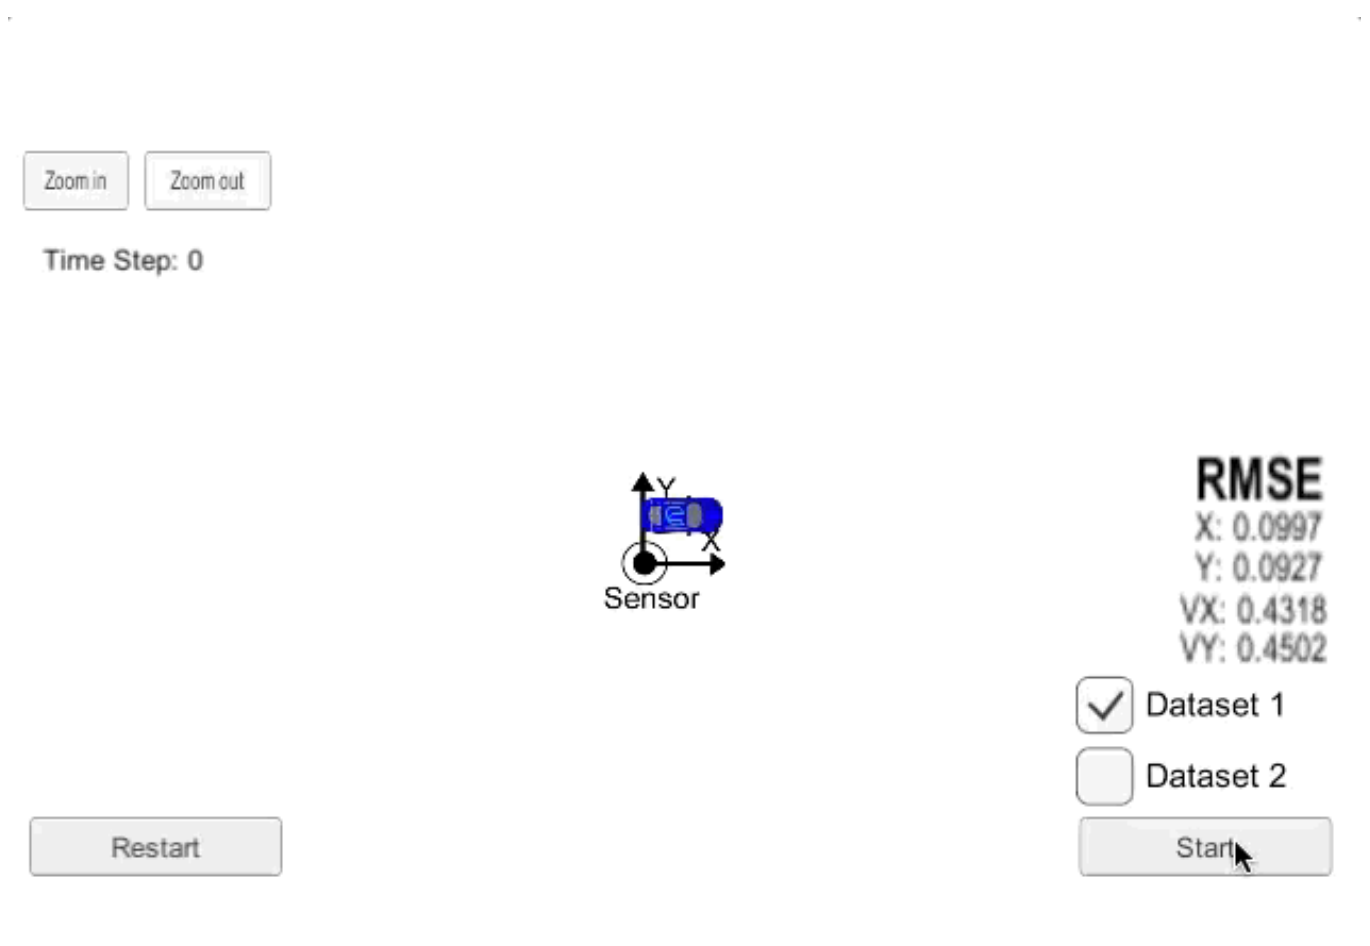 Zoom in
Zoom out
Time Step: 0
Y
X
Sensor
RMSE
X: 0.0997
Y: 0.0927
VX: 0.4318
VY: 0.4502
Dataset 1
Dataset 2
Restart
Start